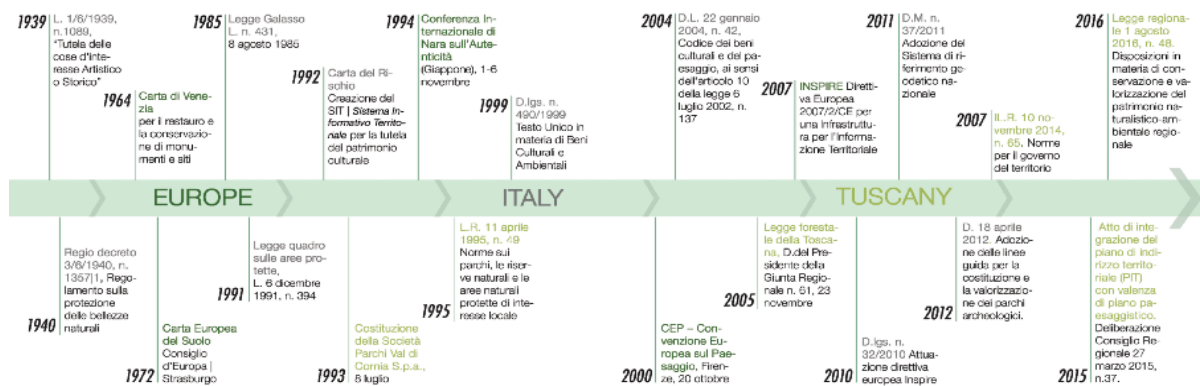 1939
L. 1/6/1939,
n.1089,
"Tutela delle
cose d'inte-
resse Artistico
o Storico"
1964
Carta di Vene-
zia
per il restauro e
la conservazio-
ne di monu-
menti e siti
1985
Legge Galasso
L. n. 431,
8 agosto 1985
1992
Carta del Ri-
schio
Creazione del
SIT | Sistema In-
formativo Territo-
riale per la tutela
del patrimonio
culturale
1994
Conferenza In-
ternazionale di
Nara sull'Aute-
nticità
(Giappone), 1-6
novembre
1999
D.lgs. n.
490/1999
Testo Unico in
materia di Beni
Culturali e
Ambientali
2004
D.L. 22 gennaio
2004, n. 42,
Codice dei beni
culturali e del pa-
esaggio, ai sensi
dell'articolo 10
della legge 6
luglio 2002, n.
137
2007
INSPIRE Diretti-
va Europea
2007/2/CE per
una Infrastruttu-
ra per l'Informa-
zione Territoriale
2011
D.M. n.
37/2011
Adozione del
Sistema di ri-
ferimento ge-
odetico na-
zionale
2007
lL.R. 10 no-
vembre 2014,
n. 65. Norme
per il governo
del territorio
2016
Legge regiona-
le 1 agosto
2016, n. 48.
Disposizioni in
materia di con-
servazione e va-
lorizzazione del
patrimonio na-
turalistico-am-
bientale regio-
nale
EUROPE
ITALY
TUSCANY
1940
Regio decreto
3/6/1940, n.
1357|1, Rego-
lamento sulla
protezione
delle bellezze
naturali
1972
Carta Europea
del Suolo
Consiglio
d'Europa |
Strasburgo
1991
Legge quadro
sulle aree pro-
tette,
L. 6 dicembre
1991, n. 394
1993
Costituzione
della Società
Parchi Val di
Cornia S.p.a.,
8 luglio
1995
L.R. 11 aprile
1995, n. 49
Norme sui
parchi, le riser-
ve naturali e le
aree naturali
protette di inte-
resse locale
2000
CEP – Con-
venzione Eu-
ropea sul Pae-
saggio, Firen-
ze, 20 ottobre
2005
Legge foresta-
le della Tosca-
na, D.del Pre-
sidente della
Giunta Regio-
nale n. 61, 23
novembre
2010
D.lgs. n.
32/2010 Attua-
zione direttiva
europea Inspire
2012
D. 18 aprile
2012. Adozio-
ne delle linee
guida per la
costituzione e
la valorizzazio-
ne dei parchi
archeologici.
2015
Atto di inte-
grazione del
piano di indi-
rizzo territo-
riale (PIT)
con valenza
di piano pa-
esaggistico.
Deliberazione
Consiglio Re-
gionale 27
marzo 2015,
n.37.